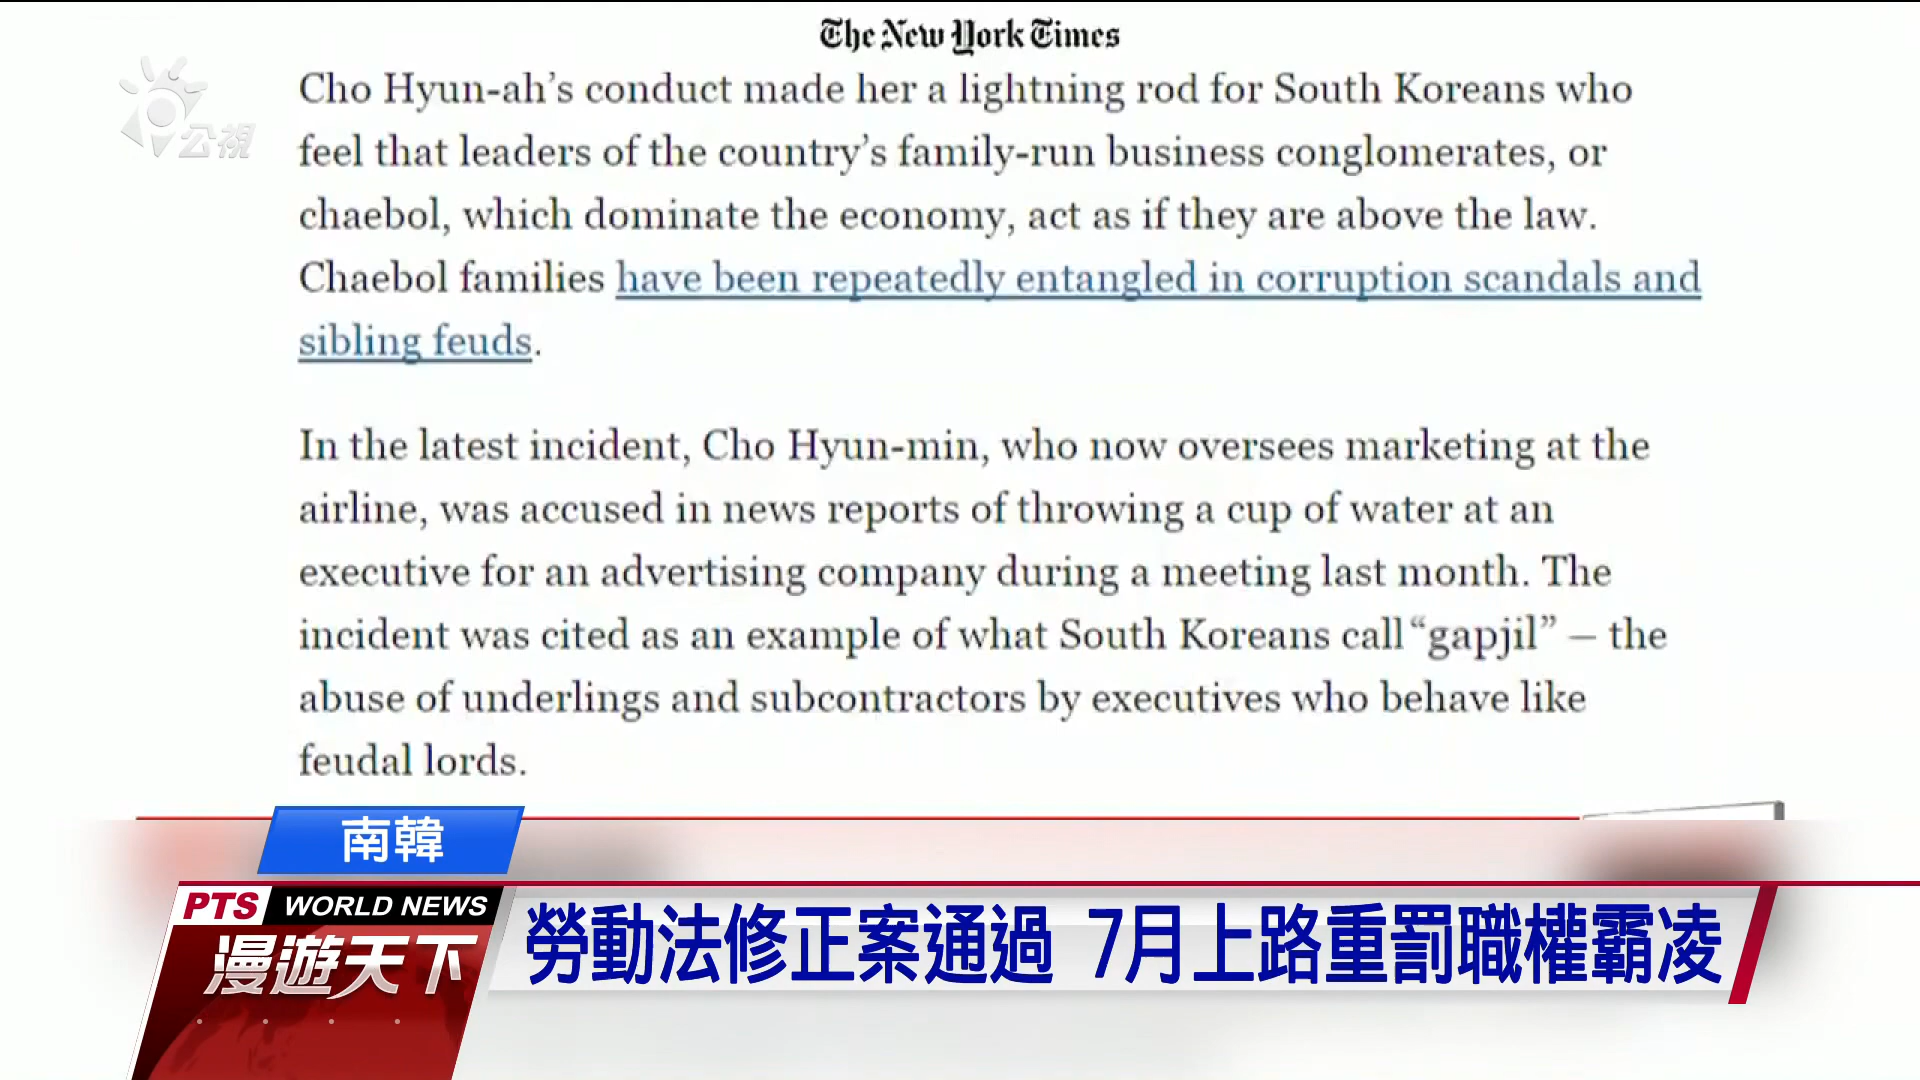 The New York Times
公視
Cho Hyun-ah's conduct made her a lightning rod for South Koreans who
feel that leaders of the country's family-run business conglomerates, or
chaebol, which dominate the economy, act as if they are above the law.
Chaebol families have been repeatedly entangled in corruption scandals and
sibling feuds.
In the latest incident, Cho Hyun-min, who now oversees marketing at the
airline, was accused in news reports of throwing a cup of water at an
executive for an advertising company during a meeting last month. The
incident was cited as an example of what South Koreans call “gapjil” – the
abuse of underlings and subcontractors by executives who behave like
feudal lords.
南韓
PTS WORLD NEWS
漫遊天下
勞動法修正案通過 7月上路重罰職權霸凌